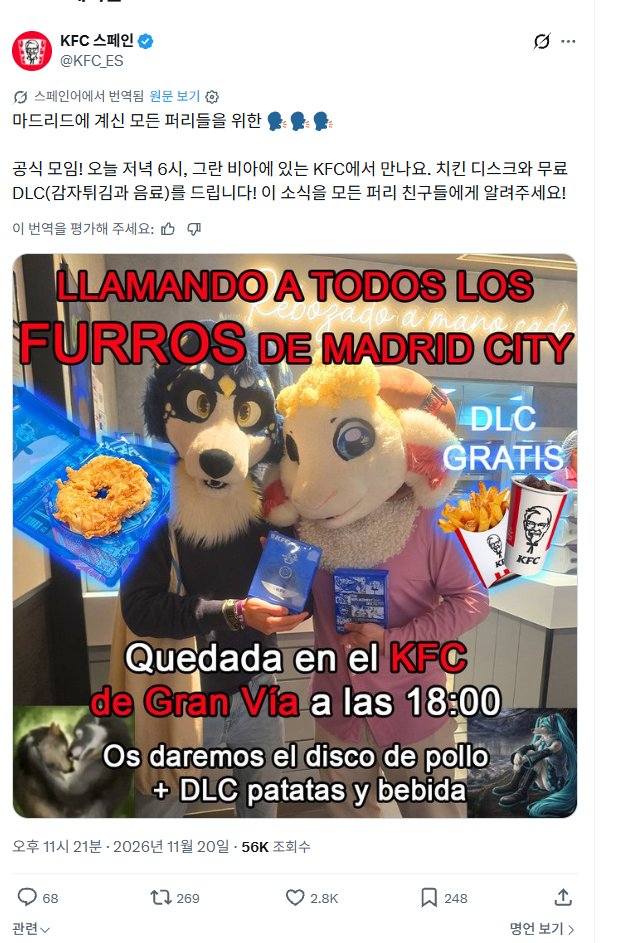 KFC 스페인
@KFC_ES
스페인어에서 번역됨 원문 보기
마드리드에 계신 모든 퍼리들을 위한 🗣️🗣️🗣️
공식 모임! 오늘 저녁 6시, 그란 비아에 있는 KFC에서 만나요. 치킨 디스크와 무료
DLC(감자튀김과 음료)를 드립니다! 이 소식을 모든 퍼리 친구들에게 알려주세요!
이 번역을 평가해 주세요:
LLAMANDO A TODOS LOS
Rebozado a mano cada
FURROS DE MADRID CITY
DLC
GRATIS
KFC
KFC
Quedada en el KFC
de Gran Vía a las 18:00
Os daremos el disco de pollo
+ DLC patatas y bebida
오후 11시 21분 · 2026년 11월 20일 · 56K 조회수
68 269 2.8K 248
관련
명언 보기